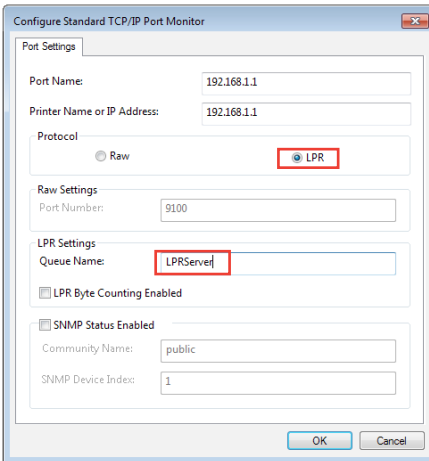 Configure Standard TCP/IP Port Monitor
Port Settings
Port Name: 192.168.1.1
Printer Name or IP Address: 192.168.1.1
Protocol
Raw LPR
Raw Settings
Port Number: 9100
LPR Settings
Queue Name: LPRServer
LPR Byte Counting Enabled
SNMP Status Enabled
Community Name: public
SNMP Device Index: 1
OK Cancel